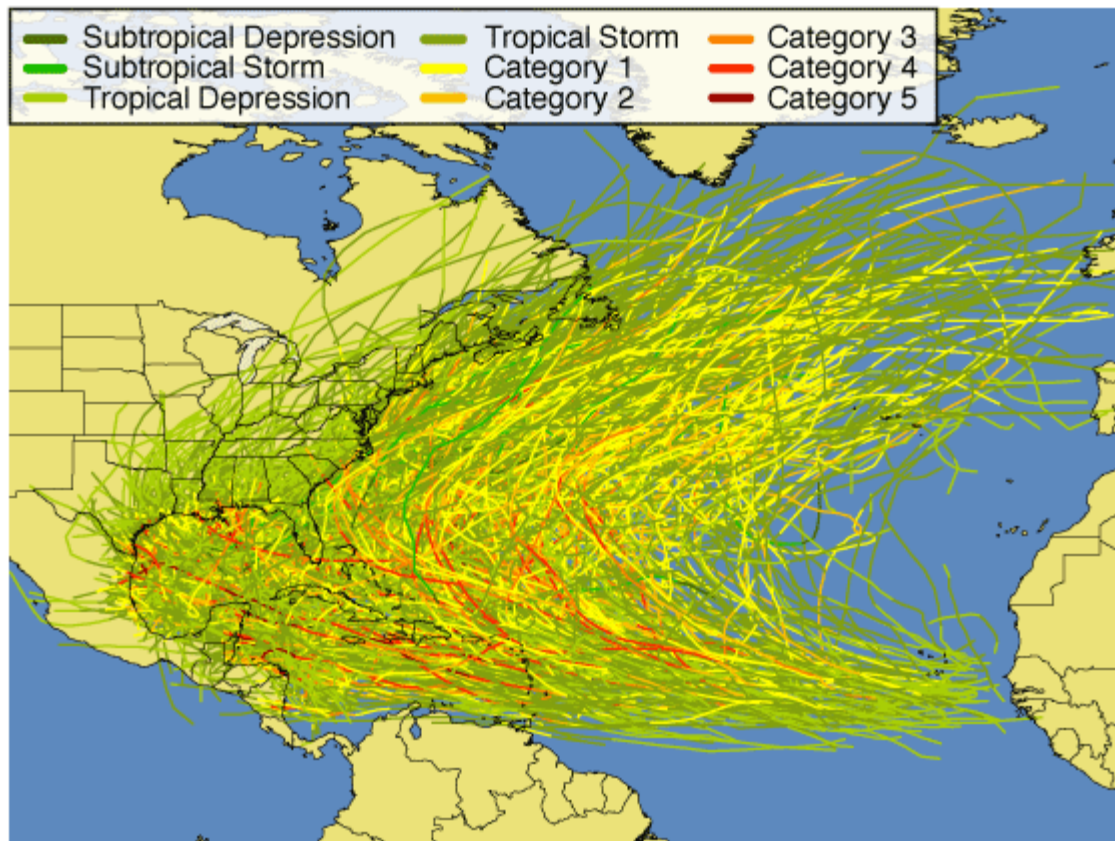 Subtropical Depression Tropical Storm Category 3
Subtropical Storm Category 1 Category 4
Tropical Depression Category 2 Category 5